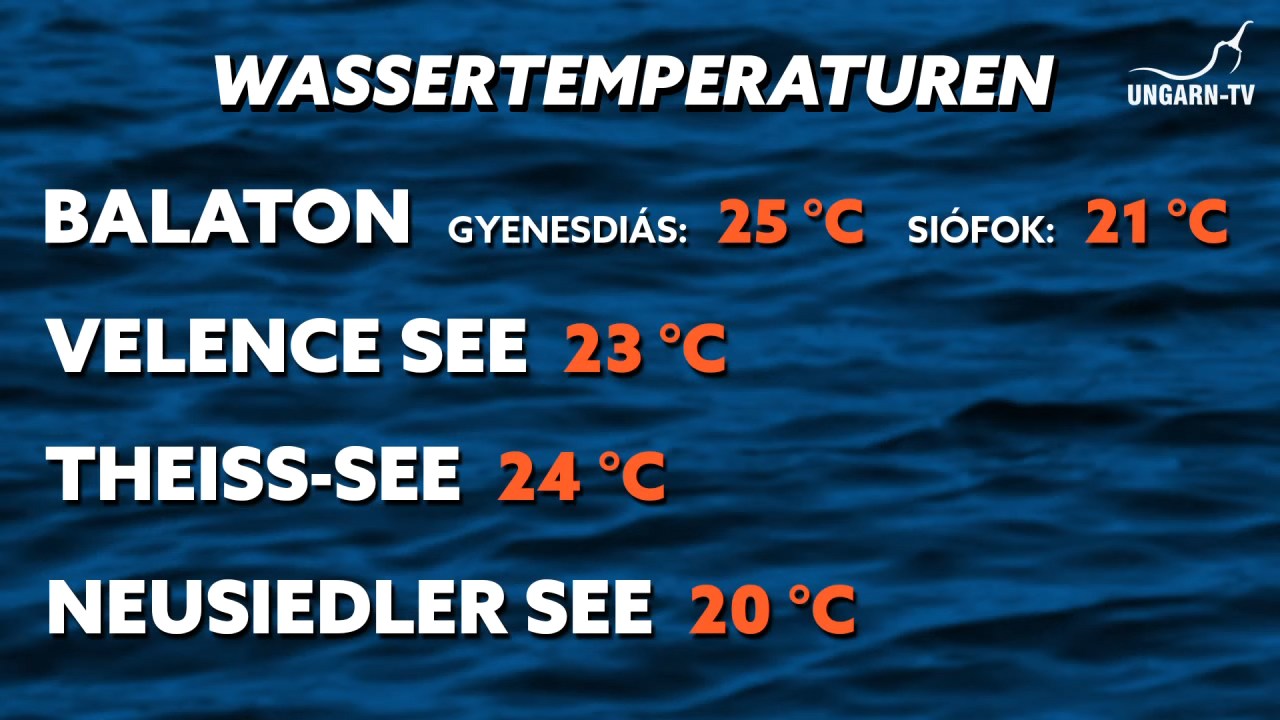 WASSERTEMPERATUREN
UNGARN-TV
BALATON GYENESDIÁS: 25 °C SIÓFOK: 21 °C
VELENCE SEE 23 °C
THEISS-SEE 24 °C
NEUSIEDLER SEE 20 °C